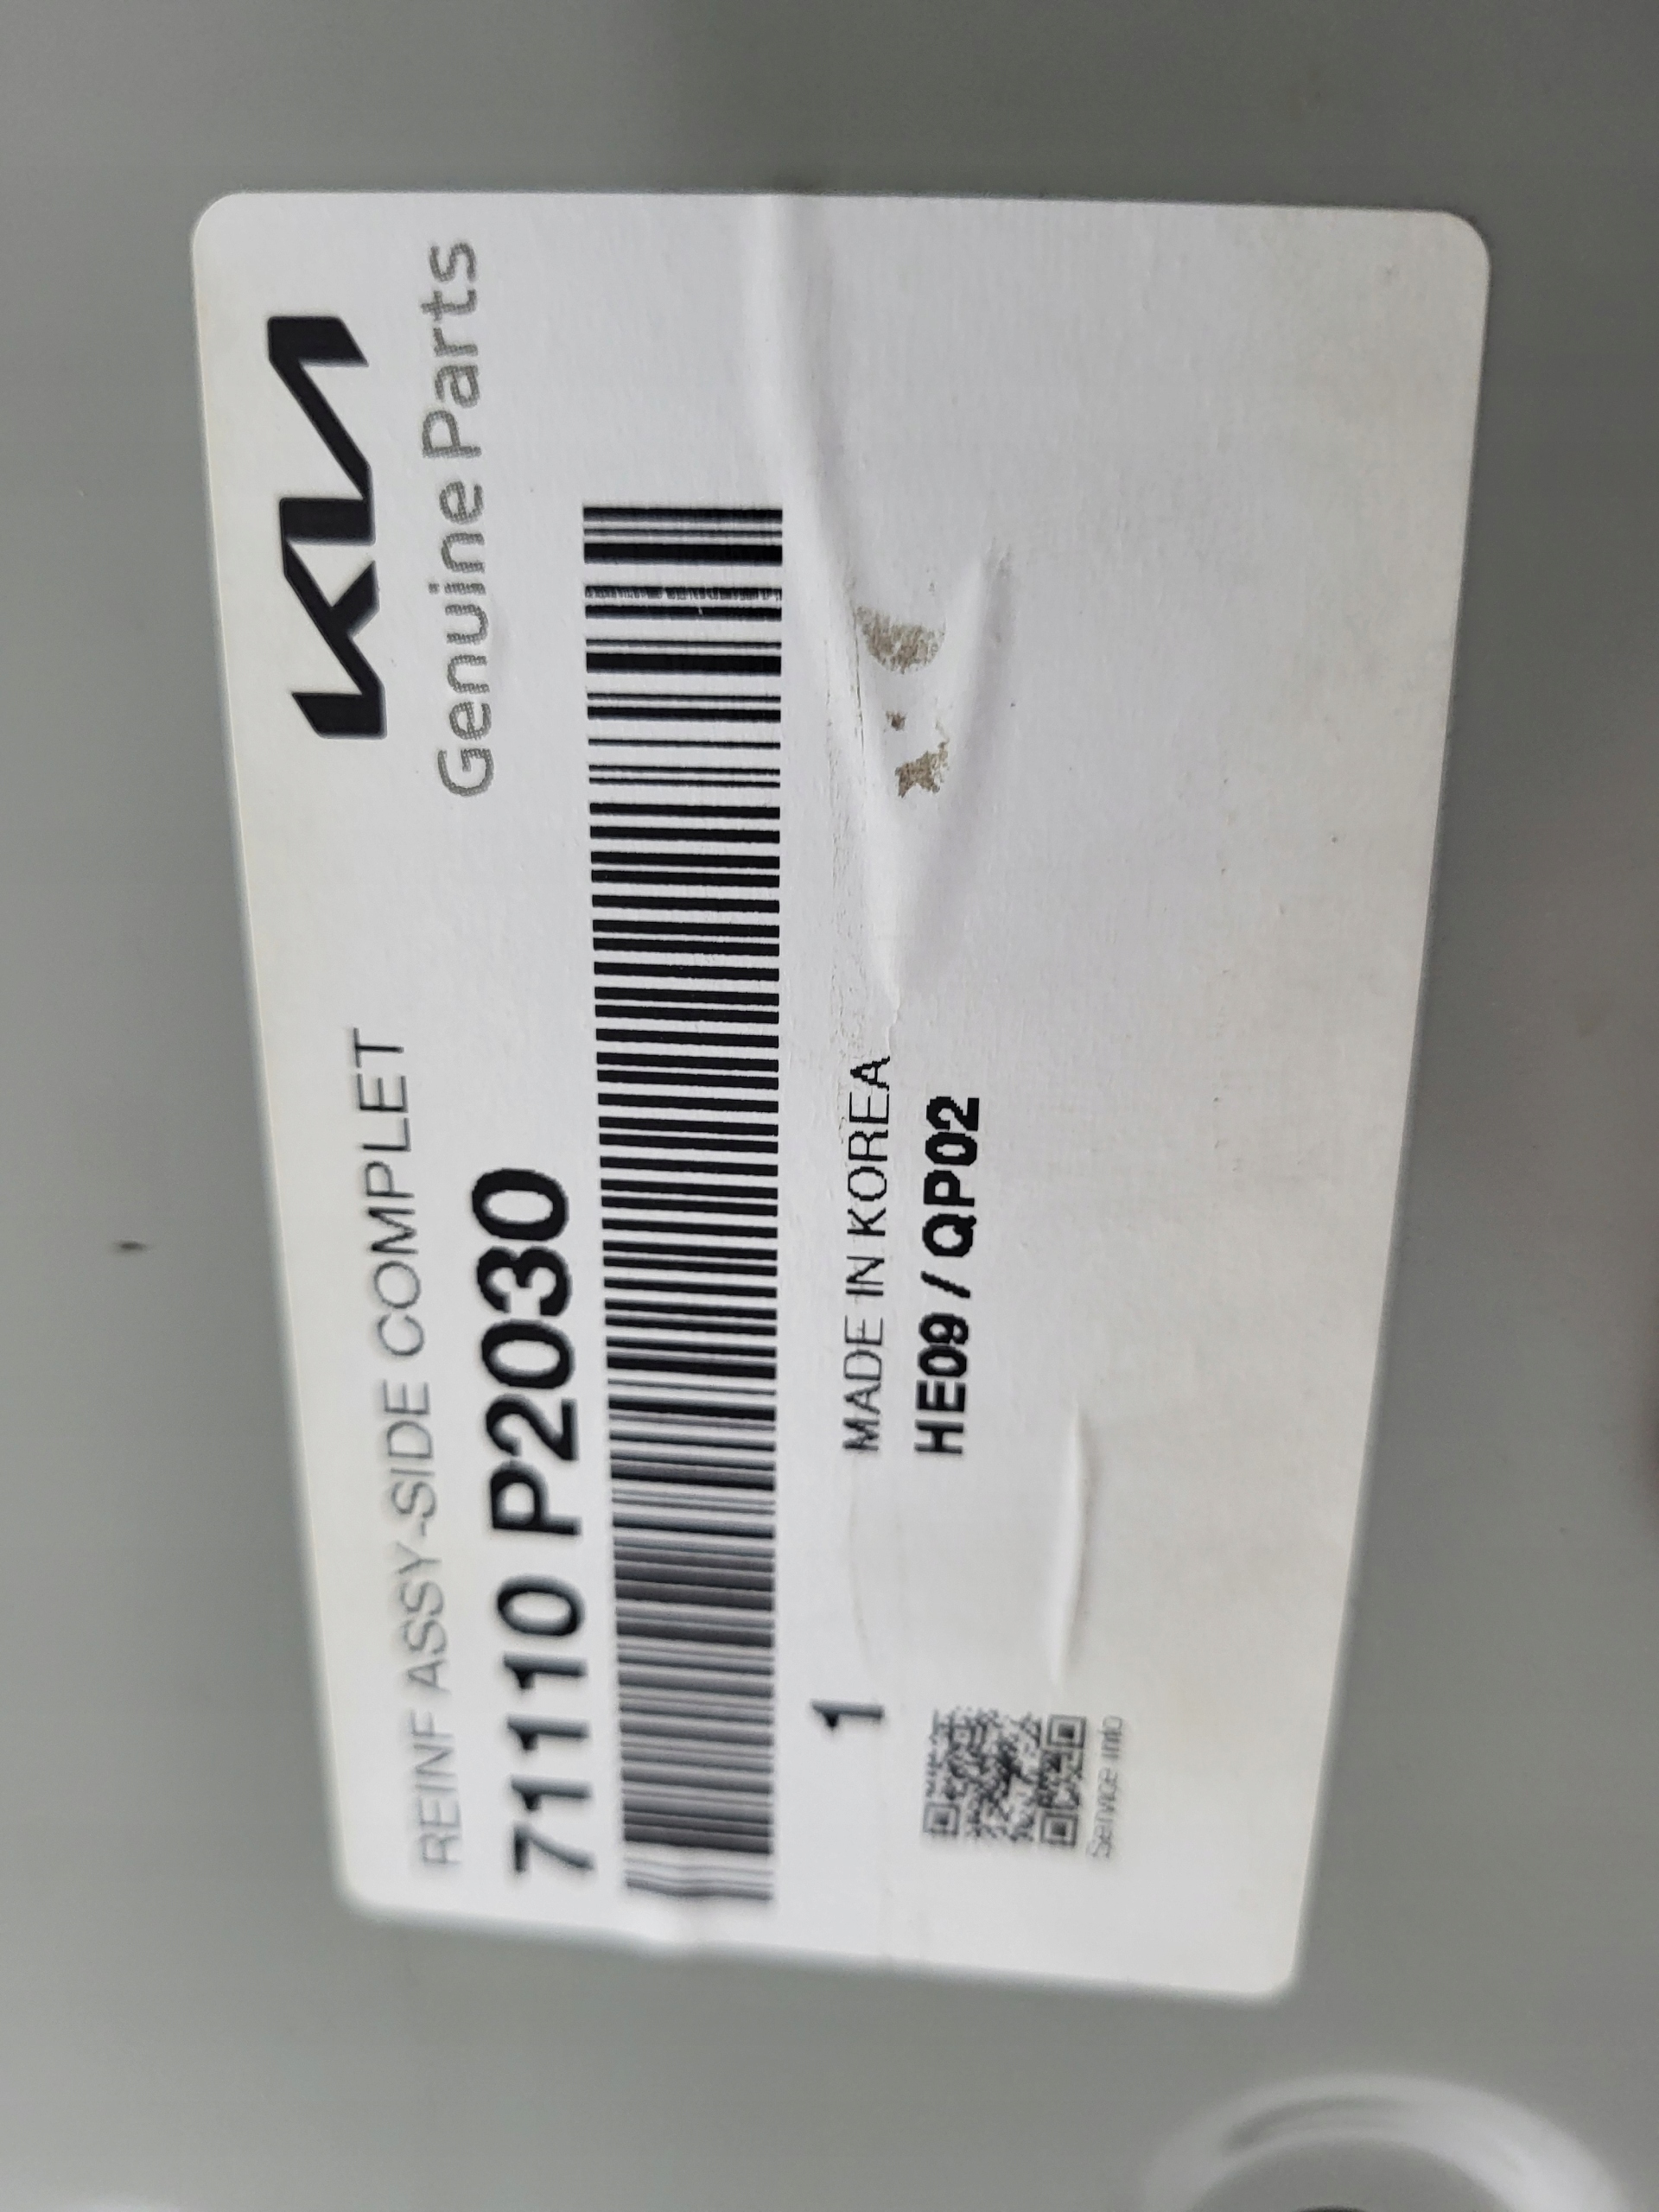 KIA
Genuine Parts
REINF ASSY-SIDE COMPLET
71110 P2030
1
MADE IN KOREA
HE09 / QP02
Service Info